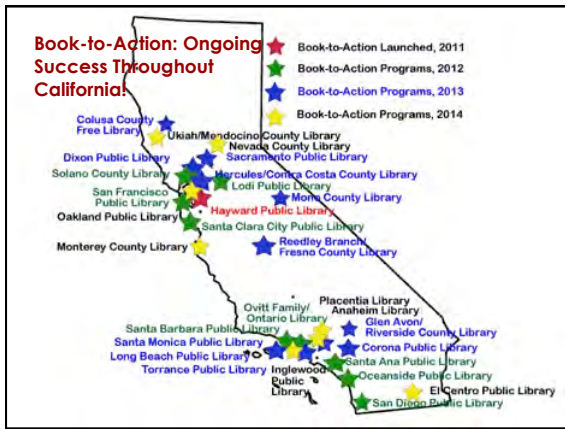 Book-to-Action: Ongoing
Success Throughout
California!
Book-to-Action Launched, 2011
Book-to-Action Programs, 2012
Book-to-Action Programs, 2013
Book-to-Action Programs, 2014
Colusa County
Free Library
Ukiah/Mendocino County Library
Nevada County Library
Dixon Public Library
Sacramento Public Library
Solano County Library
Hercules/Contra Costa County Library
Lodi Public Library
San Francisco
Public Library
Mono County Library
Hayward Public Library
Oakland Public Library
Santa Clara City Public Library
Monterey County Library
Reedley Branch/
Fresno County Library
Ovitt Family/
Ontario Library
Placentia Library
Anaheim Library
Glen Avon/
Riverside County Library
Santa Barbara Public Library
Santa Monica Public Library
Corona Public Library
Long Beach Public Library
Torrance Public Library
Inglewood
Public
Library
Santa Ana Public Library
Oceanside Public Library
El Centro Public Library
San Diego Public Library